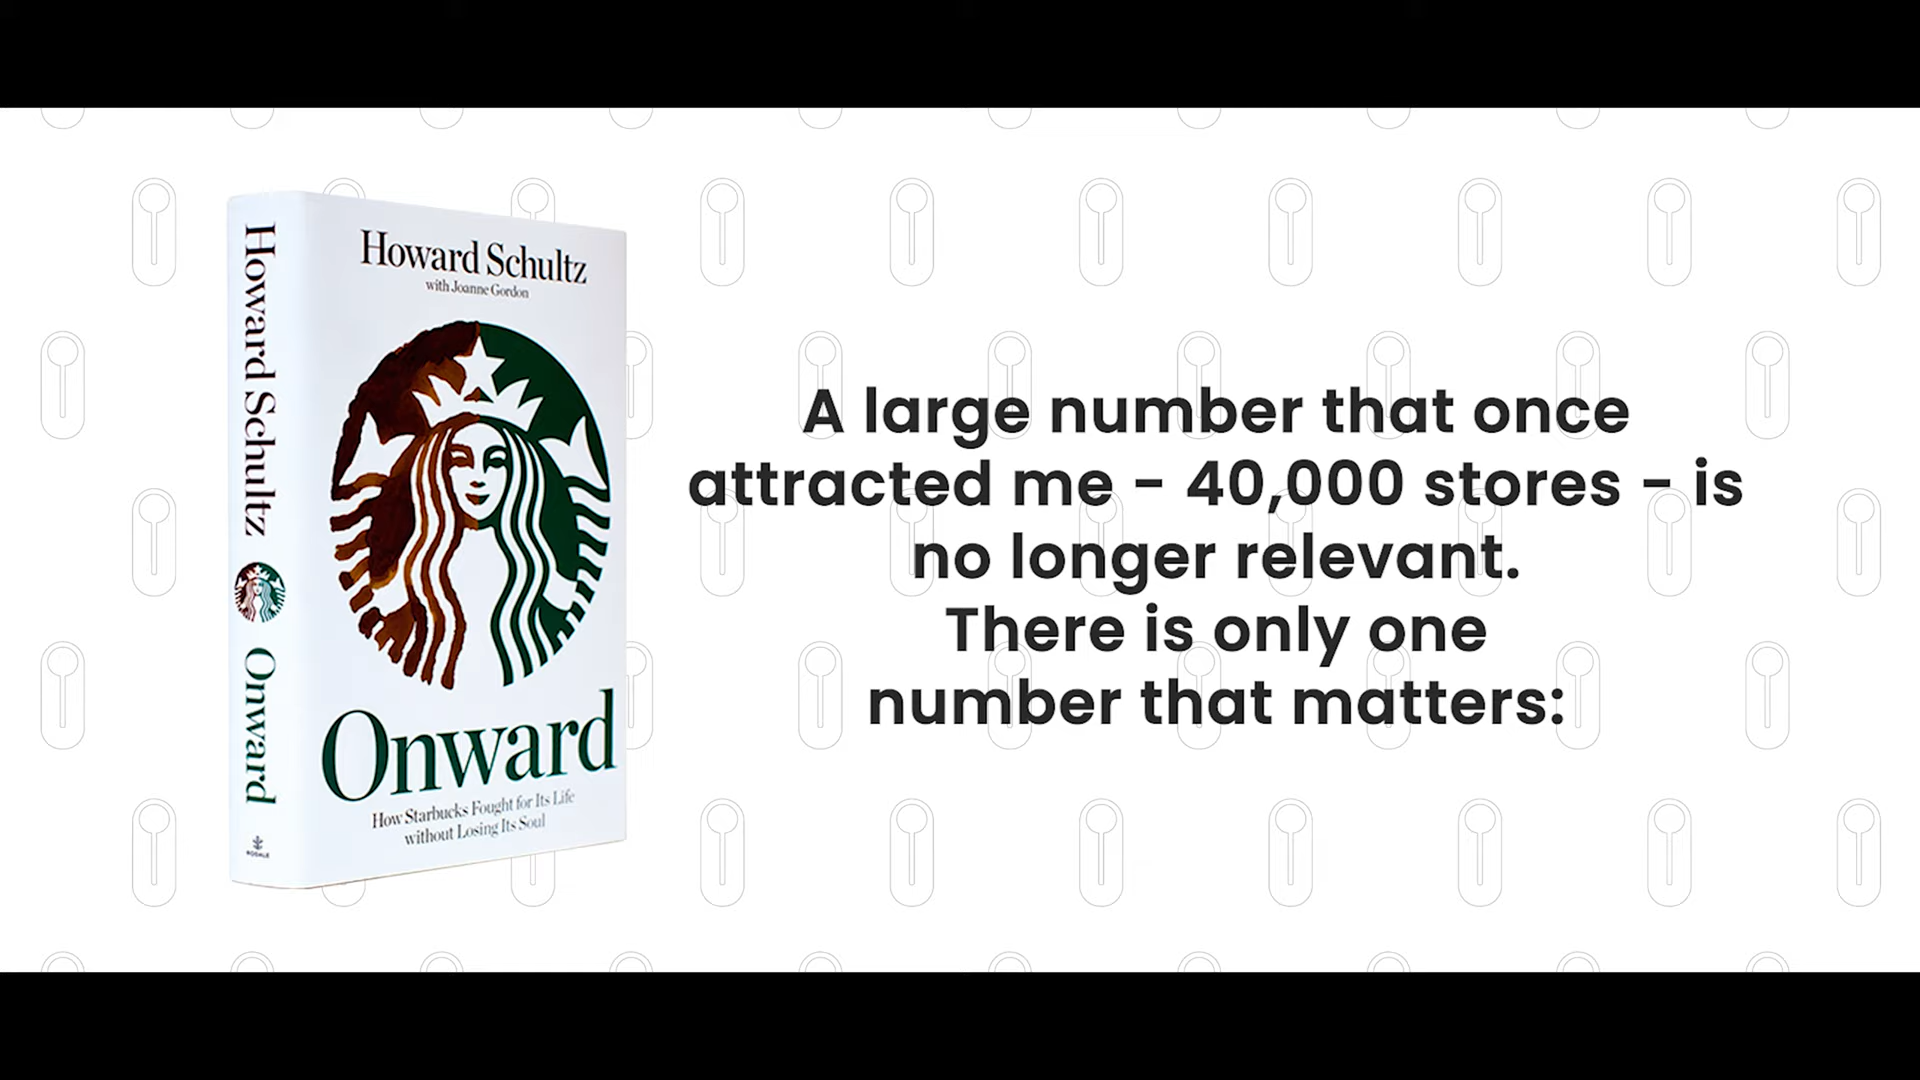 Howard Schultz
Onward
RODALE
Howard Schultz
with Joanne Gordon
Onward
How Starbucks Fought for Its Life
without Losing Its Soul
A large number that once
attracted me - 40,000 stores - is
no longer relevant.
There is only one
number that matters: